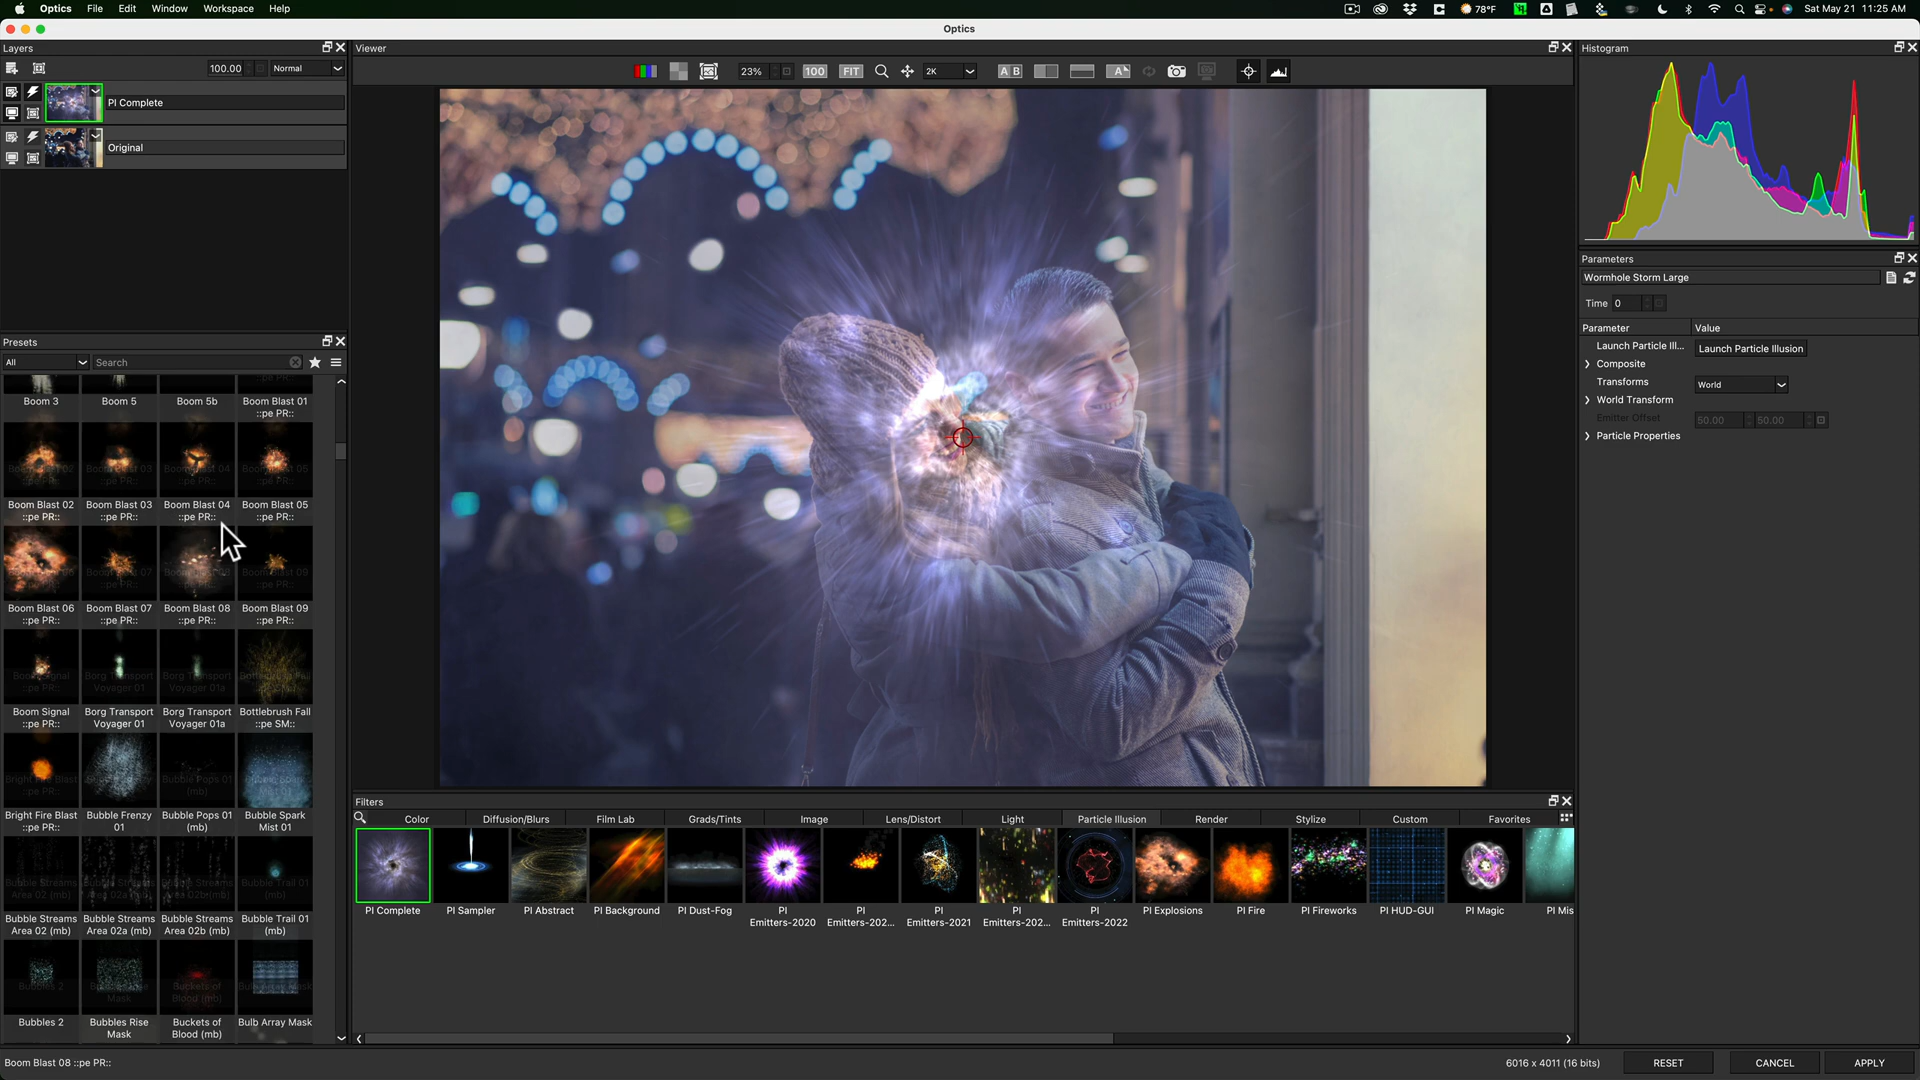 Optics File Edit Window Workspace Help
78°F Sat May 21 11:25 AM
Optics
Layers
Viewer
Histogram
100.00 Normal
23% 100 FIT 2K A|B A
PI Complete
Original
Parameters
Wormhole Storm Large
Time 0
Parameter Value
Launch Particle Ill... Launch Particle Illusion
Composite
Transforms World
World Transform
Emitter Offset 50.00 50.00
Particle Properties
Presets
All Search
Boom 3 Boom 5 Boom 5b Boom Blast 01
::pe PR::
Boom Blast 02 Boom Blast 03 Boom Blast 04 Boom Blast 05
::pe PR:: ::pe PR:: ::pe PR:: ::pe PR::
Boom Blast 06 Boom Blast 07 Boom Blast 08 Boom Blast 09
::pe PR:: ::pe PR:: ::pe PR:: ::pe PR::
Boom Signal Borg Transport Borg Transport Bottlebrush Fall
::pe PR:: Voyager 01 Voyager 01a ::pe SM::
Bright Fire Blast Bubble Frenzy Bubble Pops 01 Bubble Spark
::pe PR:: 01 (mb) Mist 01
Bubble Streams Bubble Streams Bubble Streams Bubble Trail 01
Area 02 (mb) Area 02a (mb) Area 02b (mb) (mb)
Bubbles 2 Bubbles Rise Buckets of Bulb Array Mask
Mask Blood (mb)
Filters
Color Diffusion/Blurs Film Lab Grads/Tints Image Lens/Distort Light Particle Illusion Render Stylize Custom Favorites
PI Complete PI Sampler PI Abstract PI Background PI Dust-Fog PI PI PI PI PI PI Explosions PI Fire PI Fireworks PI HUD-GUI PI Magic PI Mis
Emitters-2020 Emitters-202... Emitters-2021 Emitters-202... Emitters-2022
Boom Blast 08 ::pe PR::
6016 x 4011 (16 bits) RESET CANCEL APPLY